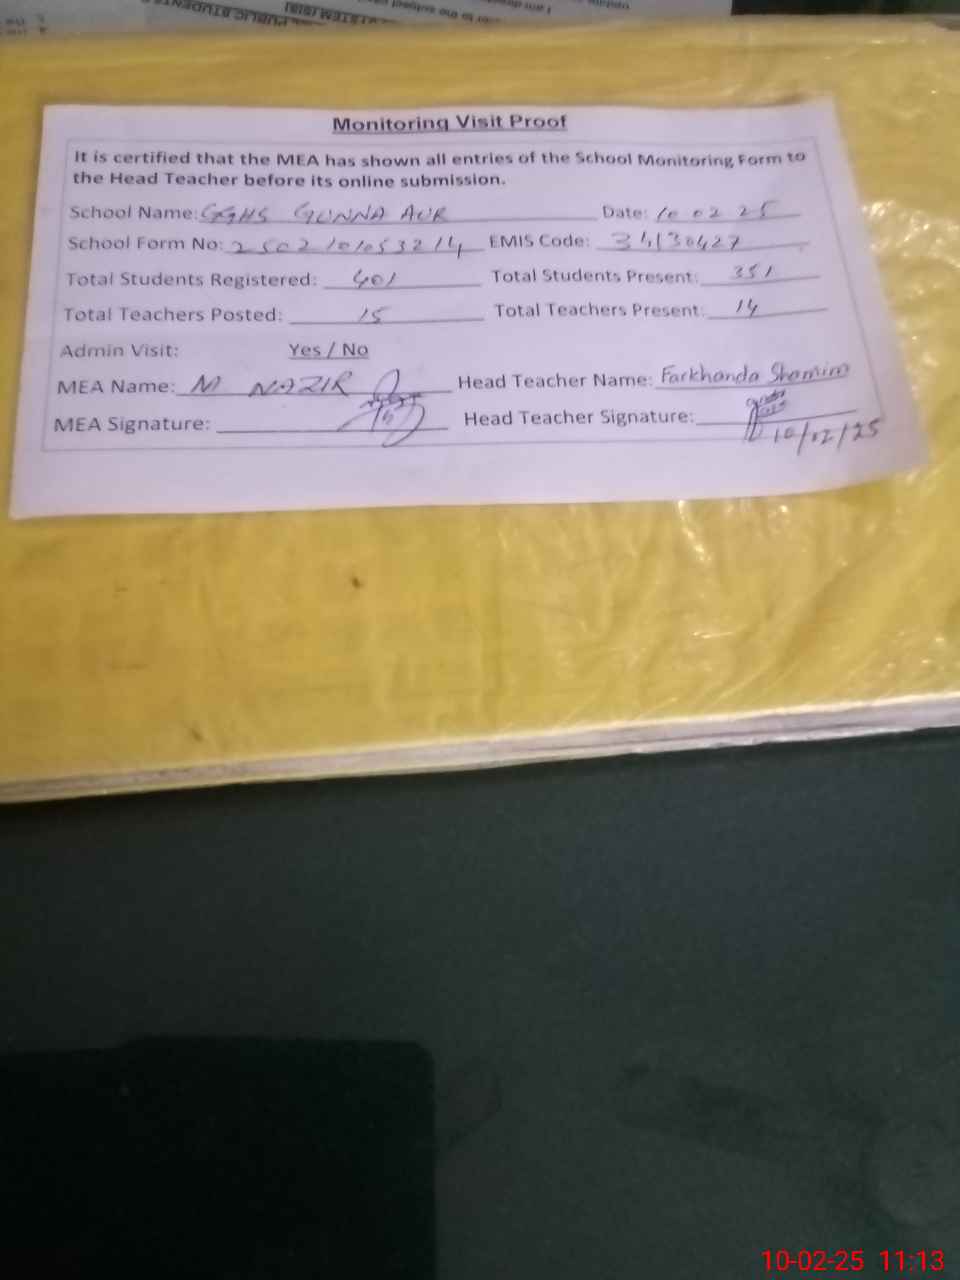 Monitoring Visit Proof
It is certified that the MEA has shown all entries of the School Monitoring Form to
the Head Teacher before its online submission.
School Name: GGHS GUNNA AUR Date: 10 02 25
School Form No: 2502101053214 EMIS Code: 34130427
Total Students Registered: 401 Total Students Present: 351
Total Teachers Posted: 15 Total Teachers Present: 14
Admin Visit: Yes / No
MEA Name: M NAZIR Head Teacher Name: Farkhanda Shamim
MEA Signature: Head Teacher Signature:
10/02/25
10-02-25 11:13